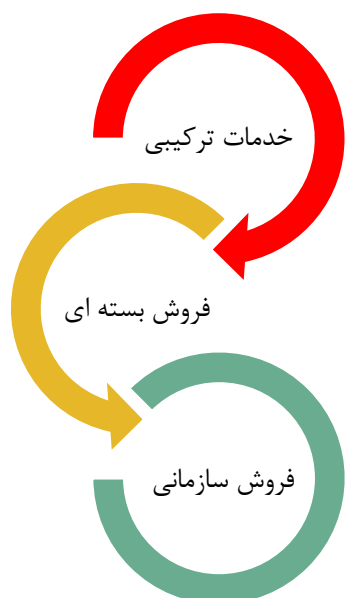 خدمات ترکیبی
فروش بسته ای
فروش سازمانی